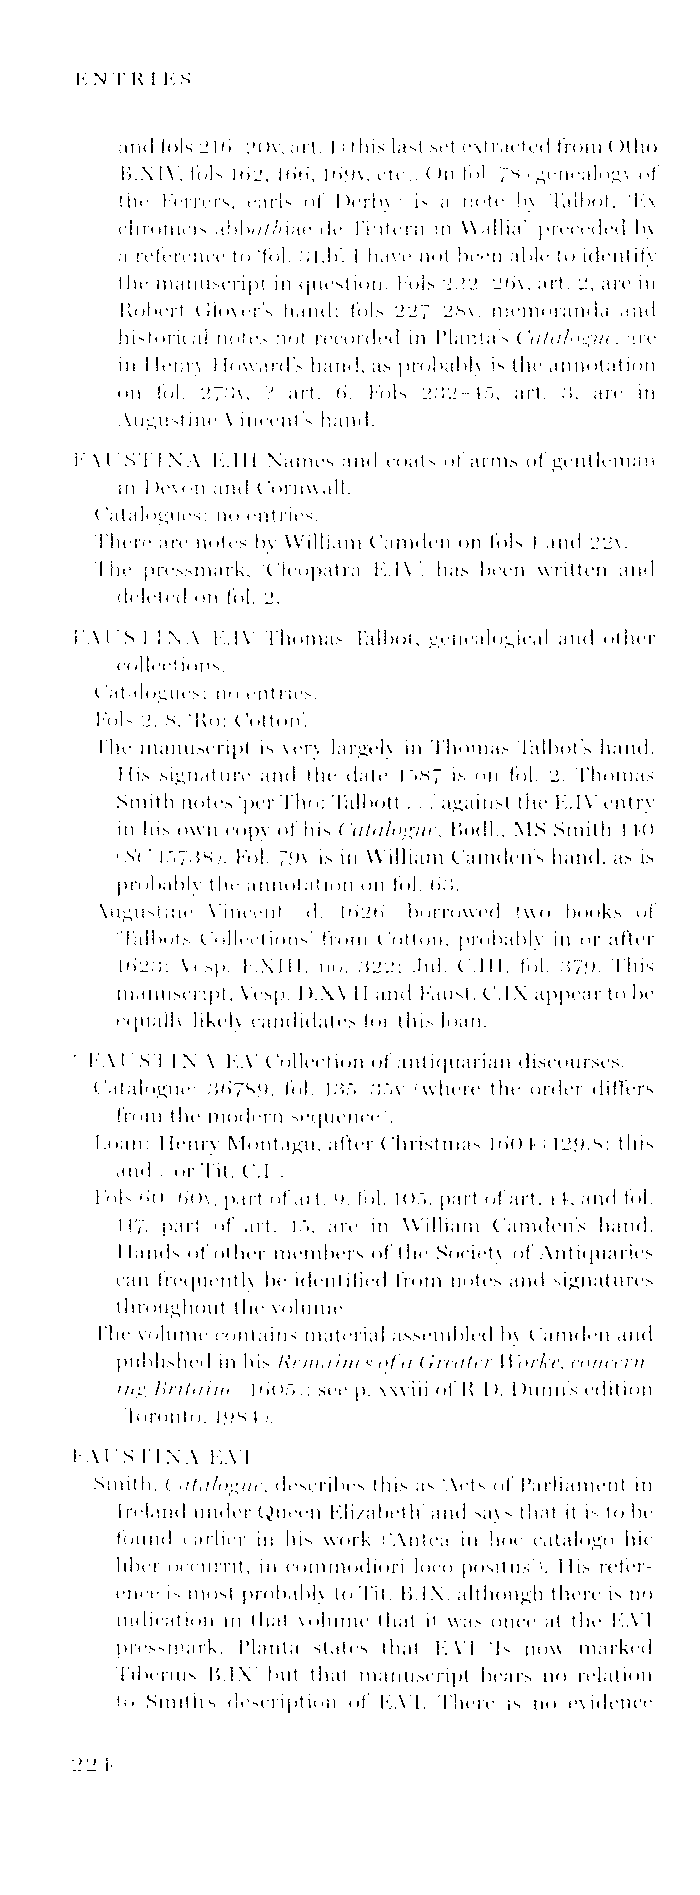 ENTRIES
and fols 216–20v, art. 1 (this last set extracted from Otho
B.XIV, fols 162, 166, 169v, etc.). On fol. 78 (genealogy of
the Ferrers, earls of Derby) is a note by Talbot, 'Ex
chronicis abbathiae de Tintern in Wallia' preceded by
a reference to 'fol. 31,b'. I have not been able to identify
the manuscript in question. Fols 222–26v, art. 2, are in
Robert Glover's hand; fols 227–28v, memoranda and
historical notes not recorded in Planta's Catalogue, are
in Henry Howard's hand, as probably is the annotation
on fol. 273v, ? art. 6. Fols 232–45, art. 3, are in
Augustine Vincent's hand.
FAUSTINA E.III Names and coats of arms of gentleman
in Devon and Cornwall.
Catalogues: no entries.
There are notes by William Camden on fols 1 and 22v.
The pressmark, 'Cleopatra E.IV', has been written and
deleted on fol. 2.
FAUSTINA E.IV Thomas Talbot, genealogical and other
collections.
Catalogues: no entries.
Fols 2, 8, 'Ro: Cotton'.
The manuscript is very largely in Thomas Talbot's hand.
His signature and the date 1587 is on fol. 2. Thomas
Smith notes 'per Tho: Talbott . . .' against the E.IV entry
in his own copy of his Catalogue, Bodl., MS Smith 140
(SC 15738). Fol. 79v is in William Camden's hand, as is
probably the annotation on fol. 63.
Augustine Vincent (d. 1626) borrowed two books of
'Talbots Collections' from Cotton, probably in or after
1623: Vesp. F.XIII, no. 322; Jul. C.III, fol. 379. This
manuscript, Vesp. D.XVII and Faust. C.IX appear to be
equally likely candidates for this loan.
* FAUSTINA E.V Collection of antiquarian discourses.
Catalogue: 36789, fol. 135–35v (where the order differs
from the modern sequence).
Loan: Henry Montagu, after Christmas 1604 (129.8: this
and/or Tit. C.I).
Fols 60–60v, part of art. 9, fol. 105, part of art. 14, and fol.
117, part of art. 15, are in William Camden's hand.
Hands of other members of the Society of Antiquaries
can frequently be identified from notes and signatures
throughout the volume.
The volume contains material assembled by Camden and
published in his Remaines of a Greater Worke, concern-
ing Britaine (1605): see p. xxviii of R.D. Dunn's edition
(Toronto, 1984).
FAUSTINA E.VI
Smith, Catalogue, describes this as 'Acts of Parliament in
Ireland under Queen Elizabeth' and says that it is to be
found earlier in his work ('Antea in hoc catalogo hic
liber occurrit, in commodiori loco positus'). His refer-
ence is most probably to Tit. B.IX, although there is no
indication in that volume that it was once at the E.VI
pressmark. Planta states that E.VI 'Is now marked
Tiberius B.IX' but that manuscript bears no relation
to Smith's description of E.VI. There is no evidence
224